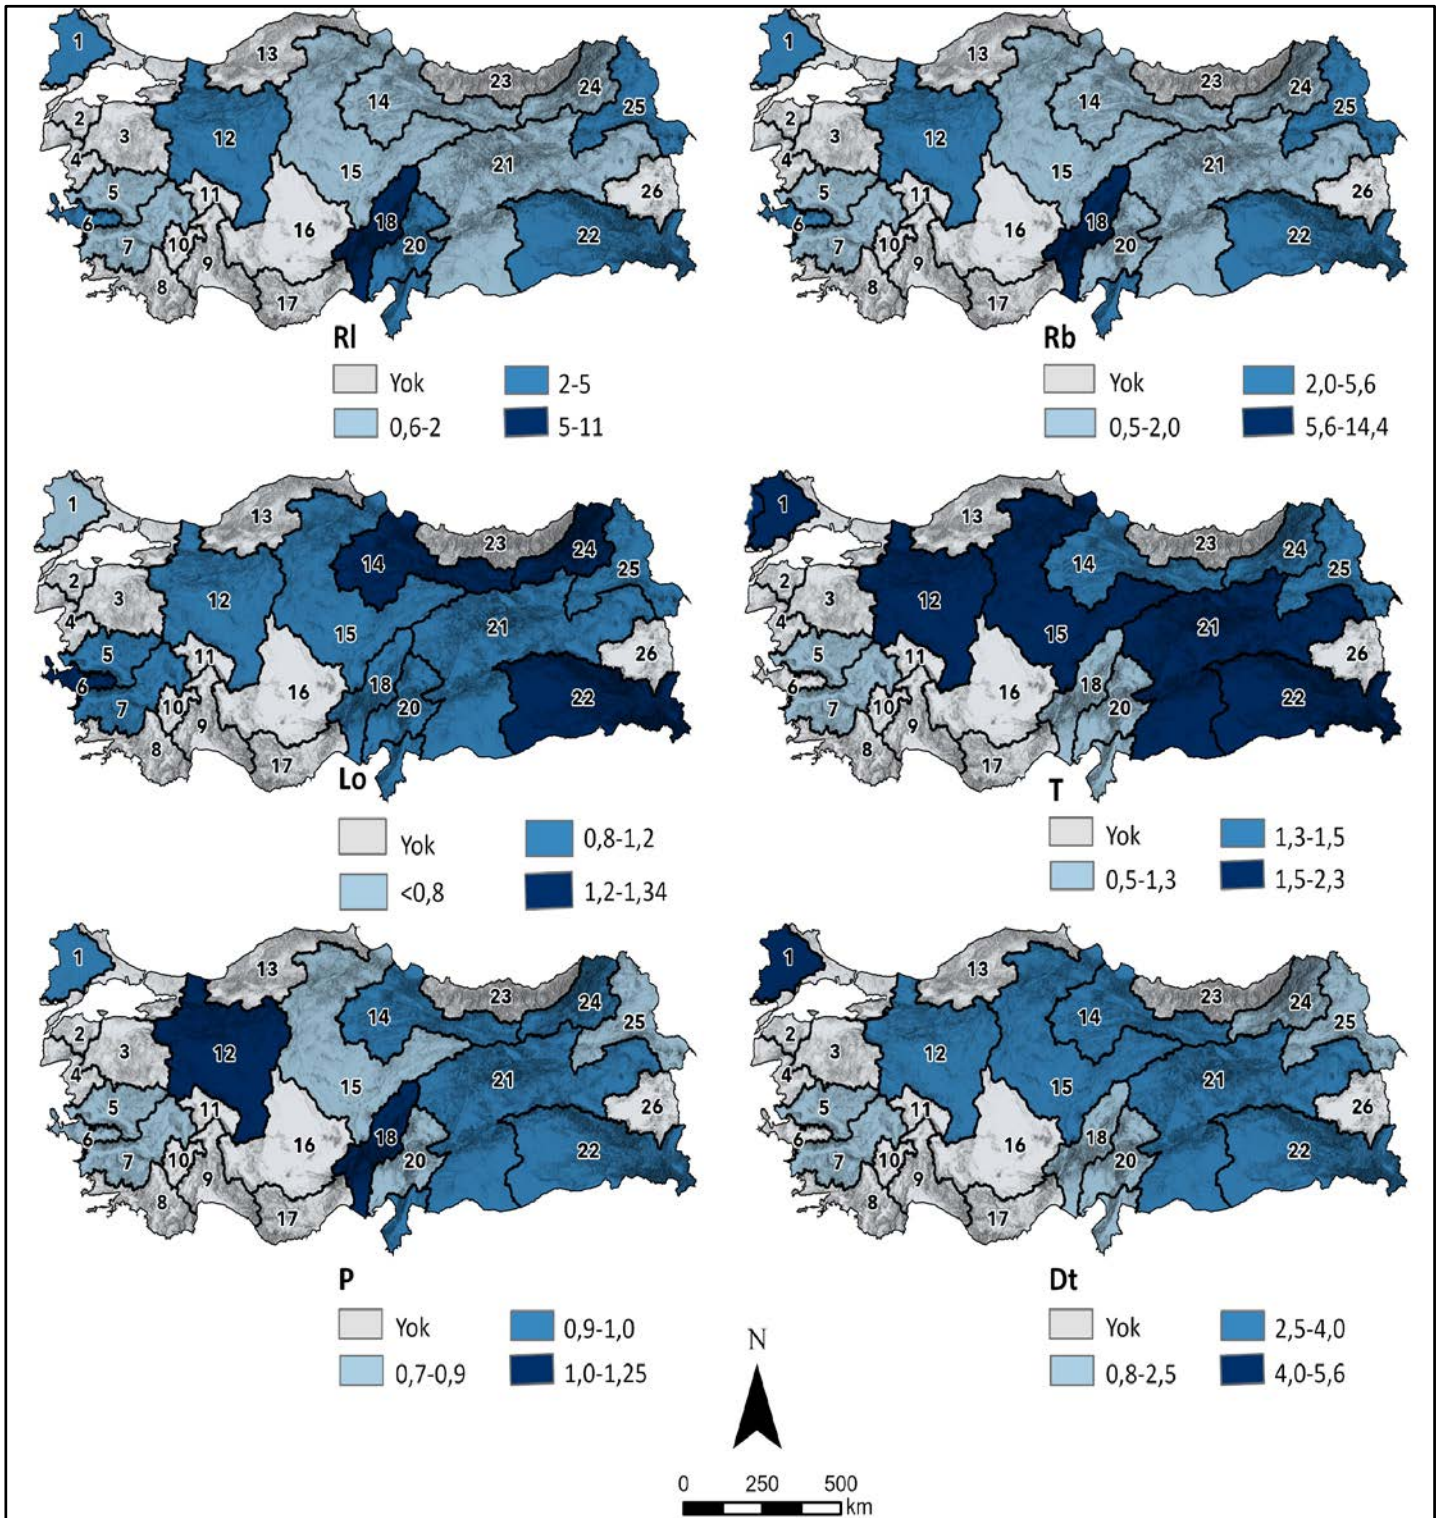 1 13 23 24 25 14 2 3 12 4 15 21 5 11 26 6 18 16 22 7 10 20 9 8 17
Rl
Yok 2-5
0,6-2 5-11
1 13 23 24 25 14 2 3 12 4 15 21 5 11 26 6 18 16 22 7 10 20 9 8 17
Rb
Yok 2,0-5,6
0,5-2,0 5,6-14,4
1 13 23 24 14 25 2 3 12 4 15 21 5 11 26 6 18 16 22 7 10 20 9 8 17
Lo
Yok 0,8-1,2
<0,8 1,2-1,34
1 13 23 24 14 25 2 3 12 4 15 21 5 11 26 6 18 16 22 7 10 20 9 8 17
T
Yok 1,3-1,5
0,5-1,3 1,5-2,3
1 13 23 24 14 25 2 3 12 4 21 15 5 11 26 6 18 16 22 7 10 20 9 8 17
P
Yok 0,9-1,0
0,7-0,9 1,0-1,25
1 13 23 24 14 25 2 3 12 4 21 15 5 11 26 6 18 16 22 7 10 20 9 8 17
Dt
Yok 2,5-4,0
0,8-2,5 4,0-5,6
N
0 250 500
km